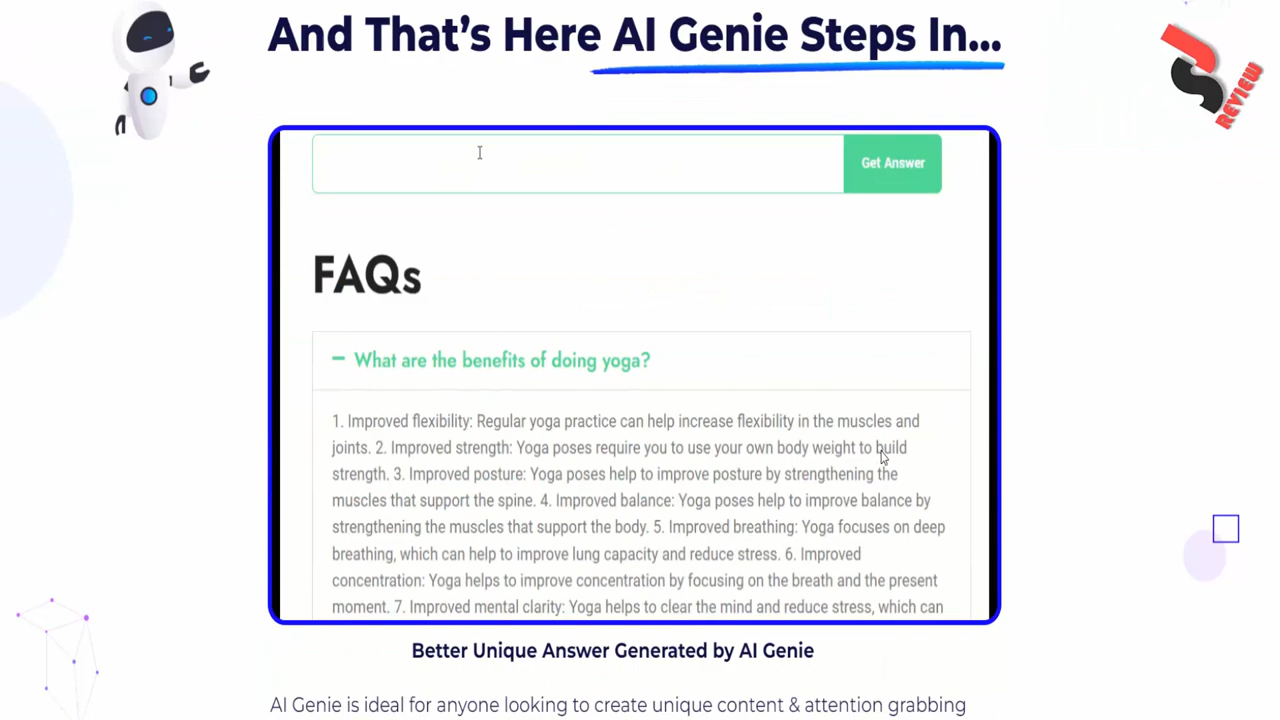 And That's Here AI Genie Steps In...
REVIEW
Get Answer
FAQs
What are the benefits of doing yoga?
1. Improved flexibility: Regular yoga practice can help increase flexibility in the muscles and
joints. 2. Improved strength: Yoga poses require you to use your own body weight to build
strength. 3. Improved posture: Yoga poses help to improve posture by strengthening the
muscles that support the spine. 4. Improved balance: Yoga poses help to improve balance by
strengthening the muscles that support the body. 5. Improved breathing: Yoga focuses on deep
breathing, which can help to improve lung capacity and reduce stress. 6. Improved
concentration: Yoga helps to improve concentration by focusing on the breath and the present
moment. 7. Improved mental clarity: Yoga helps to clear the mind and reduce stress, which can
Better Unique Answer Generated by AI Genie
AI Genie is ideal for anyone looking to create unique content & attention grabbing